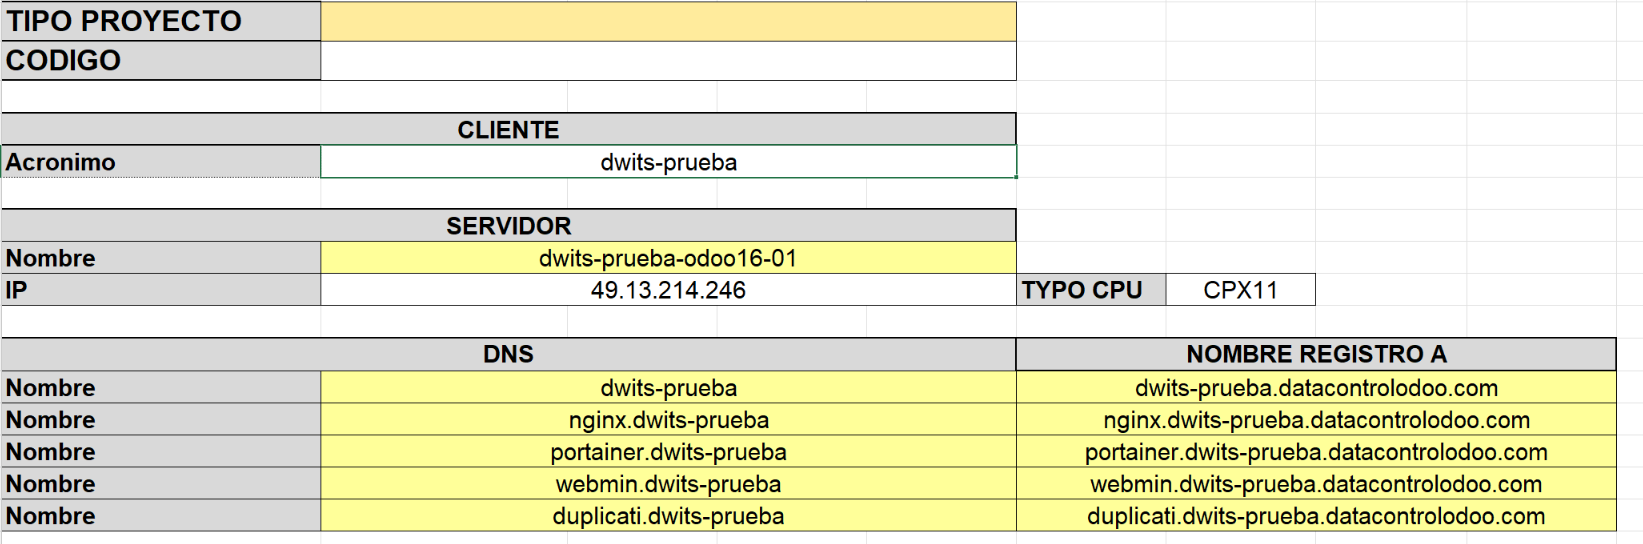 TIPO PROYECTO
CODIGO
CLIENTE
Acronimo dwits-prueba
SERVIDOR
Nombre dwits-prueba-odoo16-01
IP 49.13.214.246 TYPO CPU CPX11
DNS NOMBRE REGISTRO A
Nombre dwits-prueba dwits-prueba.datacontrolodoo.com
Nombre nginx.dwits-prueba nginx.dwits-prueba.datacontrolodoo.com
Nombre portainer.dwits-prueba portainer.dwits-prueba.datacontrolodoo.com
Nombre webmin.dwits-prueba webmin.dwits-prueba.datacontrolodoo.com
Nombre duplicati.dwits-prueba duplicati.dwits-prueba.datacontrolodoo.com